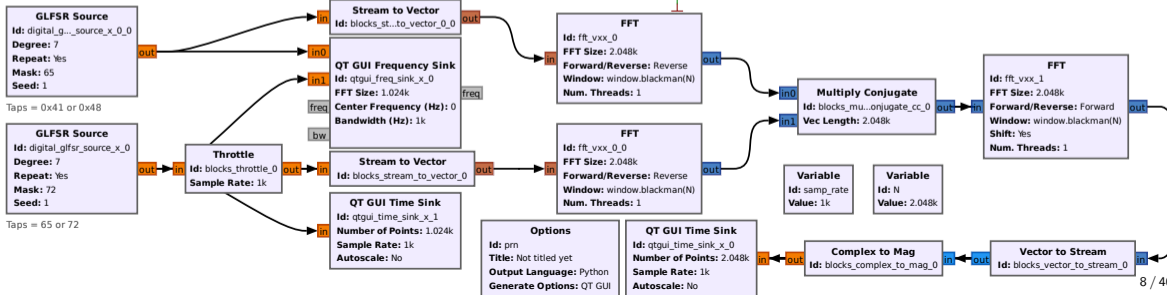 GLFSR Source
Id: digital_g..._source_x_0_0
Degree: 7
Repeat: Yes
Mask: 65
Seed: 1
out
Taps = 0x41 or 0x48
GLFSR Source
Id: digital_glfsr_source_x_0
Degree: 7
Repeat: Yes
Mask: 72
Seed: 1
out
Taps = 65 or 72
in
Throttle
Id: blocks_throttle_0
Sample Rate: 1k
out
in
Stream to Vector
Id: blocks_st...to_vector_0_0
out
in0
in1
freq
bw
QT GUI Frequency Sink
Id: qtgui_freq_sink_x_0
FFT Size: 1.024k
Center Frequency (Hz): 0
Bandwidth (Hz): 1k
freq
in
Stream to Vector
Id: blocks_stream_to_vector_0
out
in
QT GUI Time Sink
Id: qtgui_time_sink_x_1
Number of Points: 1.024k
Sample Rate: 1k
Autoscale: No
in
FFT
Id: fft_vxx_0
FFT Size: 2.048k
Forward/Reverse: Reverse
Window: window.blackman(N)
Num. Threads: 1
out
in
FFT
Id: fft_vxx_0_0
FFT Size: 2.048k
Forward/Reverse: Reverse
Window: window.blackman(N)
Num. Threads: 1
out
in0
in1
Multiply Conjugate
Id: blocks_mu...onjugate_cc_0
Vec Length: 2.048k
out
in
FFT
Id: fft_vxx_1
FFT Size: 2.048k
Forward/Reverse: Forward
Window: window.blackman(N)
Shift: Yes
Num. Threads: 1
out
Variable
Id: samp_rate
Value: 1k
Variable
Id: N
Value: 2.048k
Options
Id: prn
Title: Not titled yet
Output Language: Python
Generate Options: QT GUI
QT GUI Time Sink
Id: qtgui_time_sink_x_0
Number of Points: 2.048k
Sample Rate: 1k
Autoscale: No
in
out
Complex to Mag
Id: blocks_complex_to_mag_0
in
out
Vector to Stream
Id: blocks_vector_to_stream_0
in
8 /